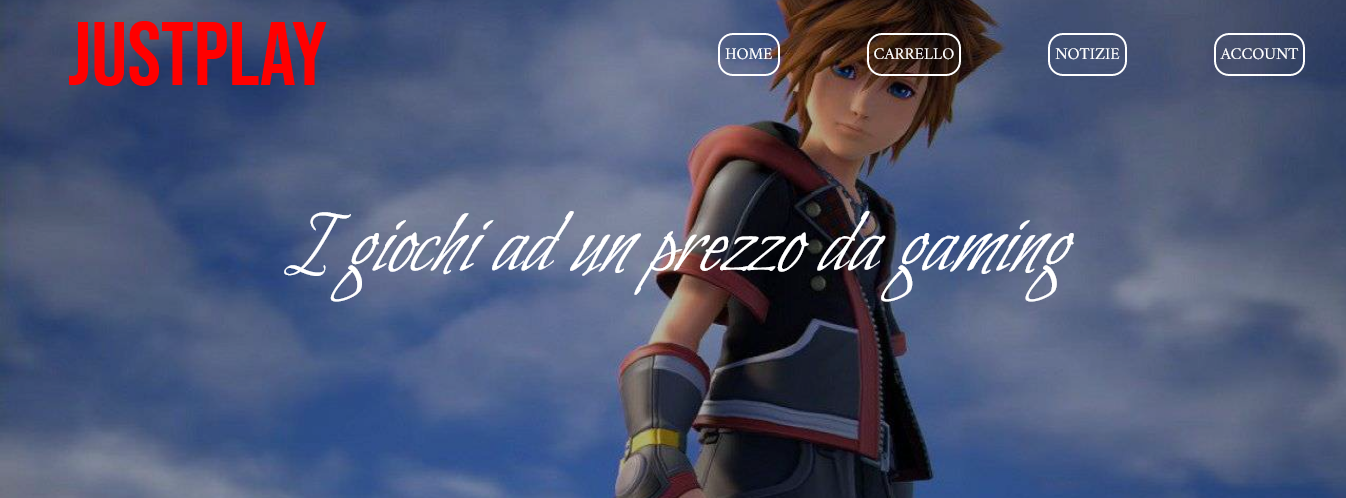 JUSTPLAY
HOME CARRELLO NOTIZIE ACCOUNT
I giochi ad un prezzo da gaming